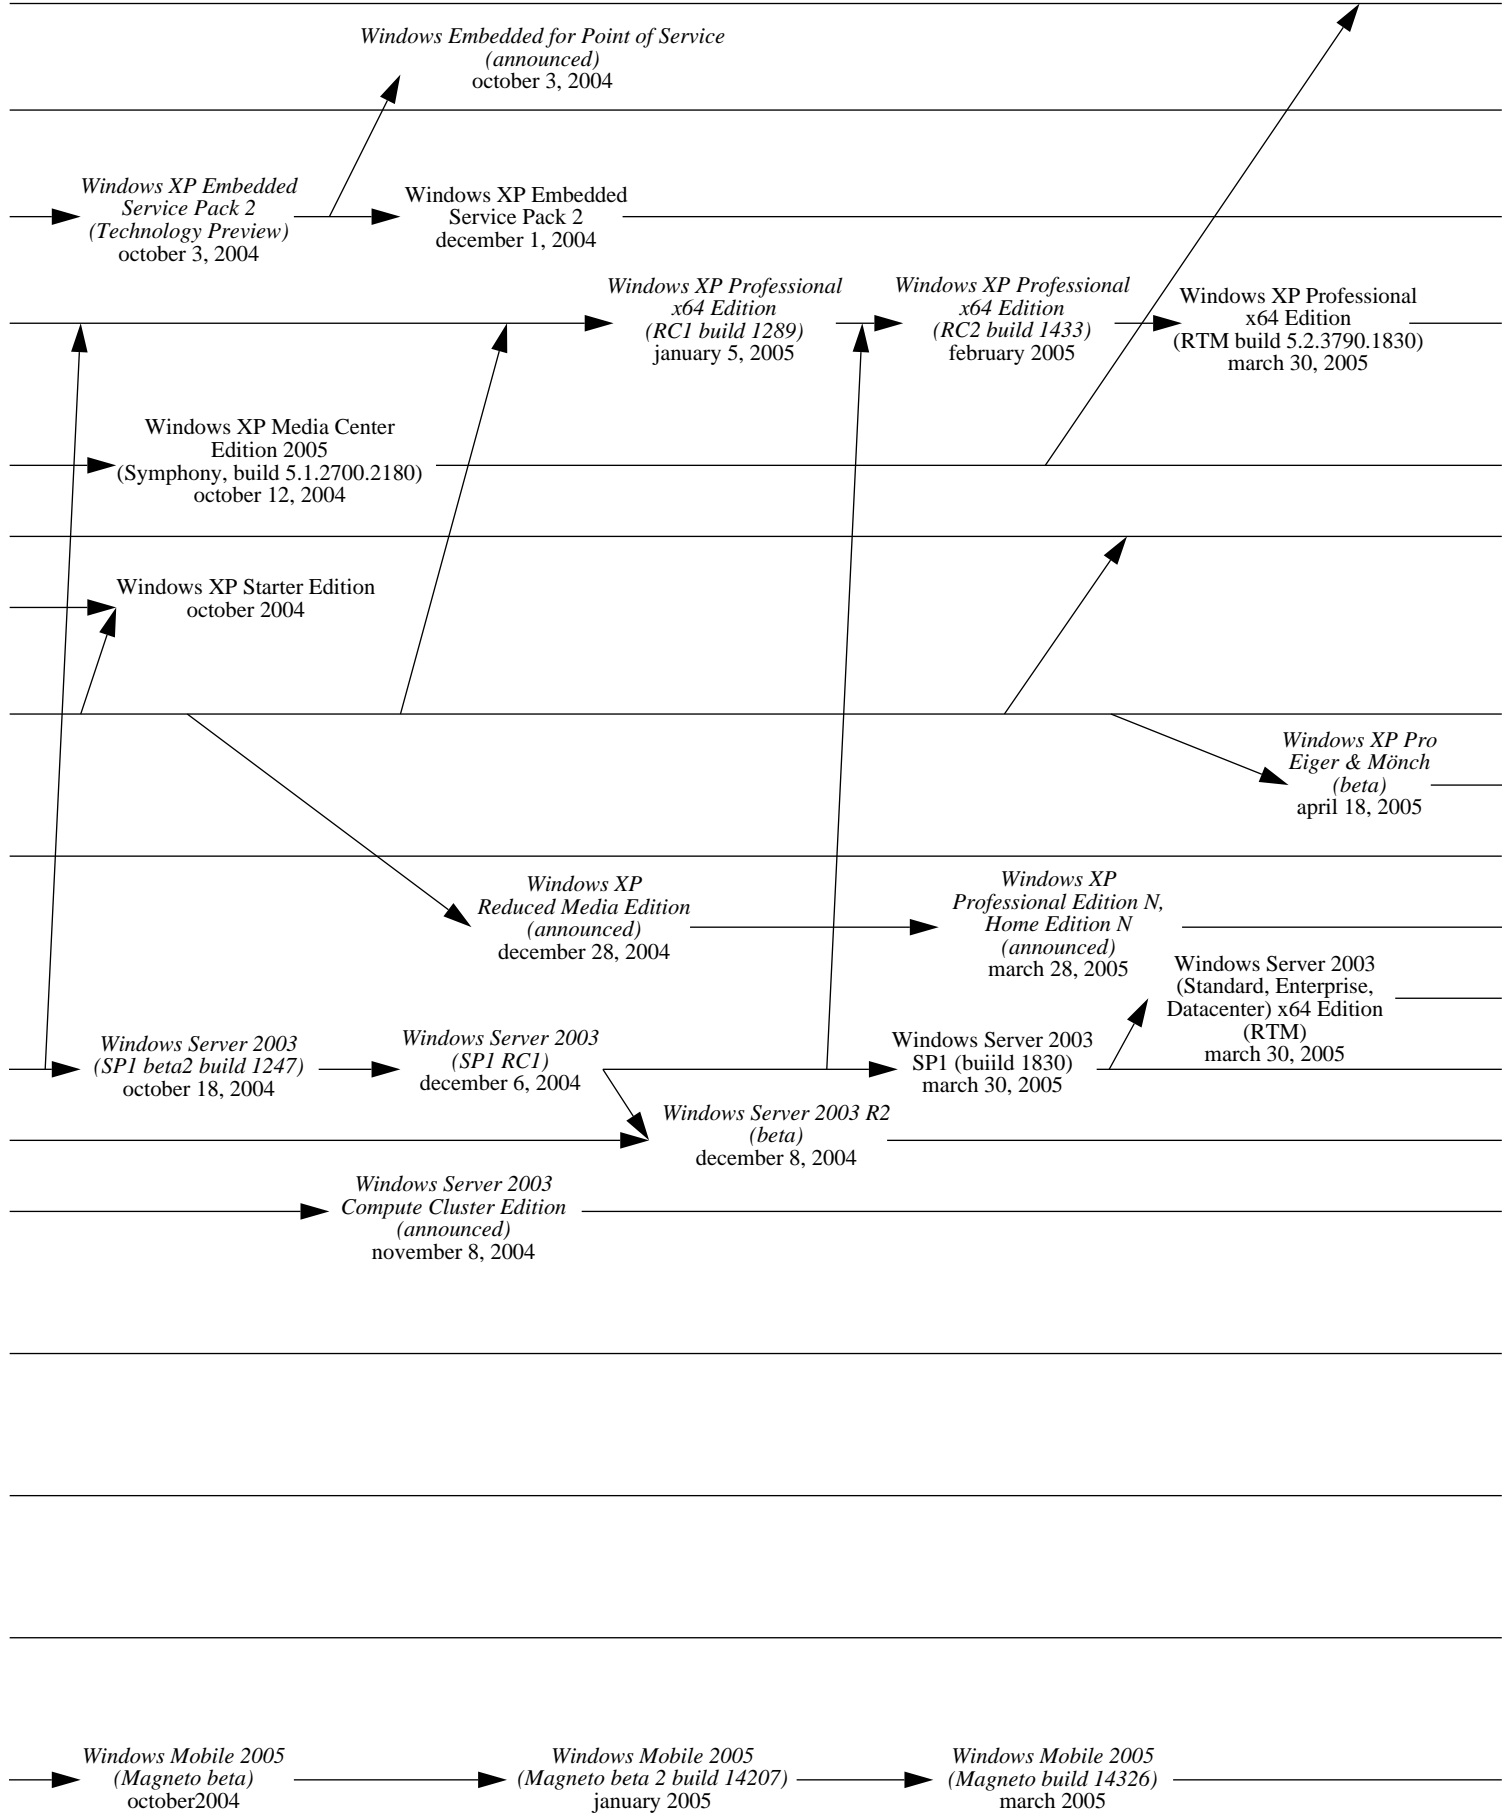 Windows Embedded for Point of Service
(announced)
october 3, 2004
Windows XP Embedded
Service Pack 2
(Technology Preview)
october 3, 2004
Windows XP Embedded
Service Pack 2
december 1, 2004
Windows XP Professional
x64 Edition
(RC1 build 1289)
january 5, 2005
Windows XP Professional
x64 Edition
(RC2 build 1433)
february 2005
Windows XP Professional
x64 Edition
(RTM build 5.2.3790.1830)
march 30, 2005
Windows XP Media Center
Edition 2005
(Symphony, build 5.1.2700.2180)
october 12, 2004
Windows XP Starter Edition
october 2004
Windows XP Pro
Eiger & Mönch
(beta)
april 18, 2005
Windows XP
Reduced Media Edition
(announced)
december 28, 2004
Windows XP
Professional Edition N,
Home Edition N
(announced)
march 28, 2005
Windows Server 2003
(Standard, Enterprise,
Datacenter) x64 Edition
(RTM)
march 30, 2005
Windows Server 2003
(SP1 beta2 build 1247)
october 18, 2004
Windows Server 2003
(SP1 RC1)
december 6, 2004
Windows Server 2003
SP1 (buiild 1830)
march 30, 2005
Windows Server 2003 R2
(beta)
december 8, 2004
Windows Server 2003
Compute Cluster Edition
(announced)
november 8, 2004
Windows Mobile 2005
(Magneto beta)
october2004
Windows Mobile 2005
(Magneto beta 2 build 14207)
january 2005
Windows Mobile 2005
(Magneto build 14326)
march 2005